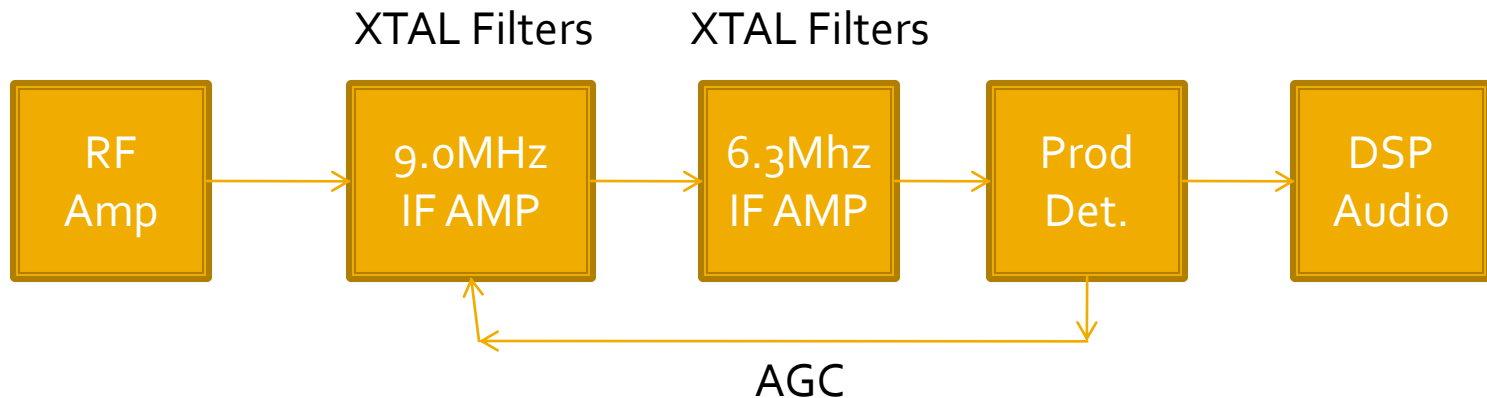 XTAL Filters
XTAL Filters
RF
Amp
9.0MHz
IF AMP
6.3Mhz
IF AMP
Prod
Det.
DSP
Audio
AGC